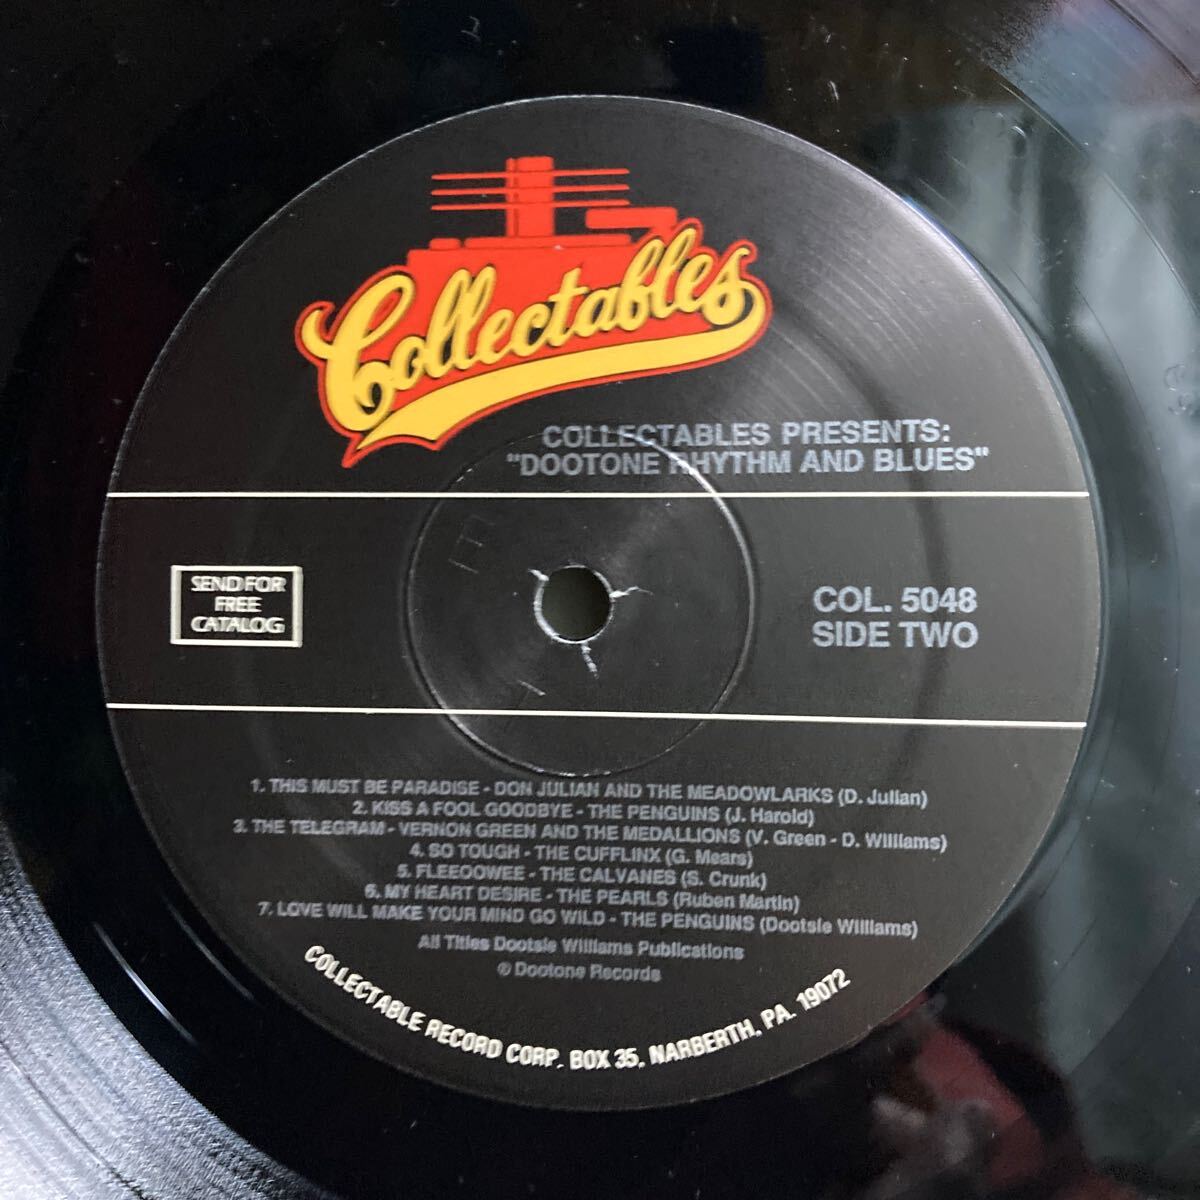 Collectables
COLLECTABLES PRESENTS:
"DOOTONE RHYTHM AND BLUES"
SEND FOR
FREE
CATALOG
COL. 5048
SIDE TWO
1. THIS MUST BE PARADISE - DON JULIAN AND THE MEADOWLARKS (D. Julian)
2. KISS A FOOL GOODBYE - THE PENGUINS (J. Harold)
3. THE TELEGRAM - VERNON GREEN AND THE MEDALLIONS (V. Green - D. Williams)
4. SO TOUGH - THE CUFFLINX (G. Mears)
5. FLEEOOWEE - THE CALVANES (S. Crunk)
6. MY HEART DESIRE - THE PEARLS (Ruben Martin)
7. LOVE WILL MAKE YOUR MIND GO WILD - THE PENGUINS (Dootsie Williams)
All Titles Dootsie Williams Publications
℗ Dootone Records
COLLECTABLE RECORD CORP. BOX 35, NARBERTH, PA. 19072